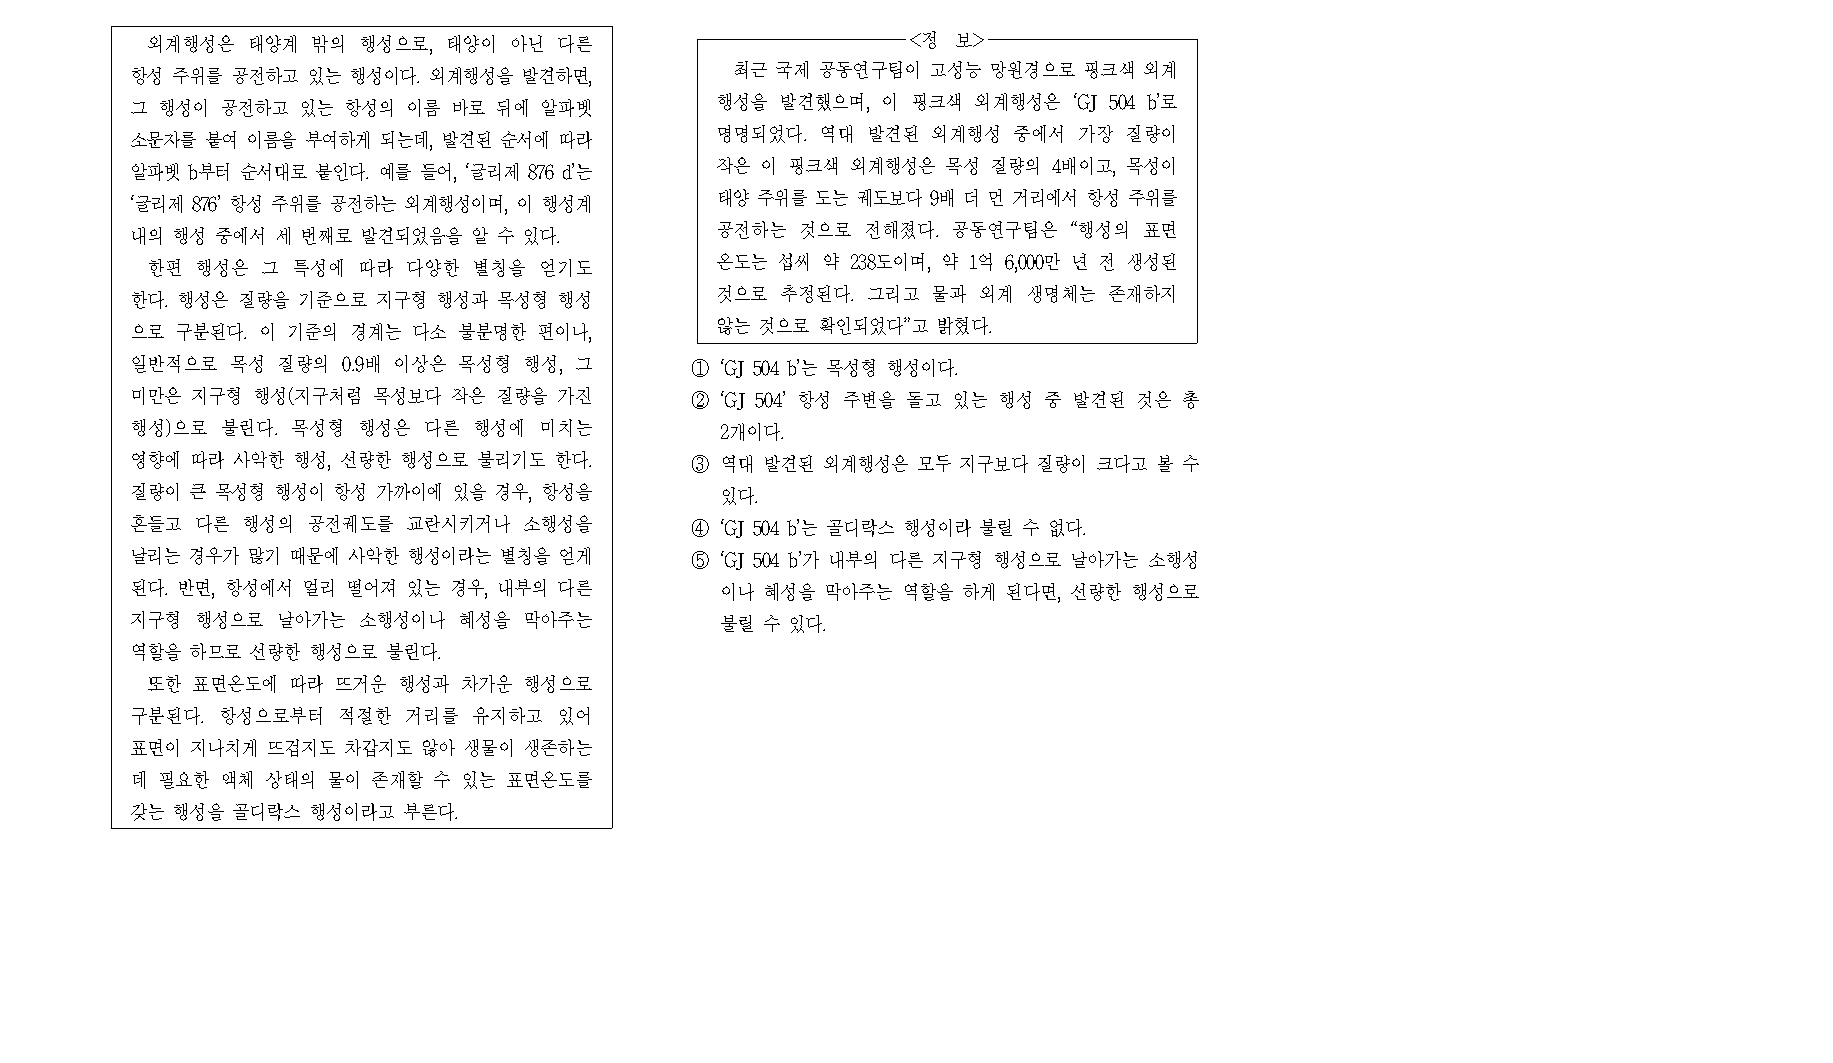 외계행성은 태양계 밖의 행성으로, 태양이 아닌 다른
항성 주위를 공전하고 있는 행성이다. 외계행성을 발견하면,
그 행성이 공전하고 있는 항성의 이름 바로 뒤에 알파벳
소문자를 붙여 이름을 부여하게 되는데, 발견된 순서에 따라
알파벳 b부터 순서대로 붙인다. 예를 들어, ‘글리제 876 d’는
‘글리제 876’ 항성 주위를 공전하는 외계행성이며, 이 행성계
내의 행성 중에서 세 번째로 발견되었음을 알 수 있다.
한편 행성은 그 특성에 따라 다양한 별칭을 얻기도
한다. 행성은 질량을 기준으로 지구형 행성과 목성형 행성
으로 구분된다. 이 기준의 경계는 다소 불분명한 편이나,
일반적으로 목성 질량의 0.9배 이상은 목성형 행성, 그
미만은 지구형 행성(지구처럼 목성보다 작은 질량을 가진
행성)으로 불린다. 목성형 행성은 다른 행성에 미치는
영향에 따라 사악한 행성, 선량한 행성으로 불리기도 한다.
질량이 큰 목성형 행성이 항성 가까이에 있을 경우, 항성을
흔들고 다른 행성의 공전궤도를 교란시키거나 소행성을
날리는 경우가 많기 때문에 사악한 행성이라는 별칭을 얻게
된다. 반면, 항성에서 멀리 떨어져 있는 경우, 내부의 다른
지구형 행성으로 날아가는 소행성이나 혜성을 막아주는
역할을 하므로 선량한 행성으로 불린다.
또한 표면온도에 따라 뜨거운 행성과 차가운 행성으로
구분된다. 항성으로부터 적절한 거리를 유지하고 있어
표면이 지나치게 뜨겁지도 차갑지도 않아 생물이 생존하는
데 필요한 액체 상태의 물이 존재할 수 있는 표면온도를
갖는 행성을 골디락스 행성이라고 부른다.
<정 보>
최근 국제 공동연구팀이 고성능 망원경으로 핑크색 외계
행성을 발견했으며, 이 핑크색 외계행성은 ‘GJ 504 b’로
명명되었다. 역대 발견된 외계행성 중에서 가장 질량이
작은 이 핑크색 외계행성은 목성 질량의 4배이고, 목성이
태양 주위를 도는 궤도보다 9배 더 먼 거리에서 항성 주위를
공전하는 것으로 전해졌다. 공동연구팀은 “행성의 표면
온도는 섭씨 약 238도이며, 약 1억 6,000만 년 전 생성된
것으로 추정된다. 그리고 물과 외계 생명체는 존재하지
않는 것으로 확인되었다”고 밝혔다.
① ‘GJ 504 b’는 목성형 행성이다.
② ‘GJ 504’ 항성 주변을 돌고 있는 행성 중 발견된 것은 총
2개이다.
③ 역대 발견된 외계행성은 모두 지구보다 질량이 크다고 볼 수
있다.
④ ‘GJ 504 b’는 골디락스 행성이라 불릴 수 없다.
⑤ ‘GJ 504 b’가 내부의 다른 지구형 행성으로 날아가는 소행성
이나 혜성을 막아주는 역할을 하게 된다면, 선량한 행성으로
불릴 수 있다.